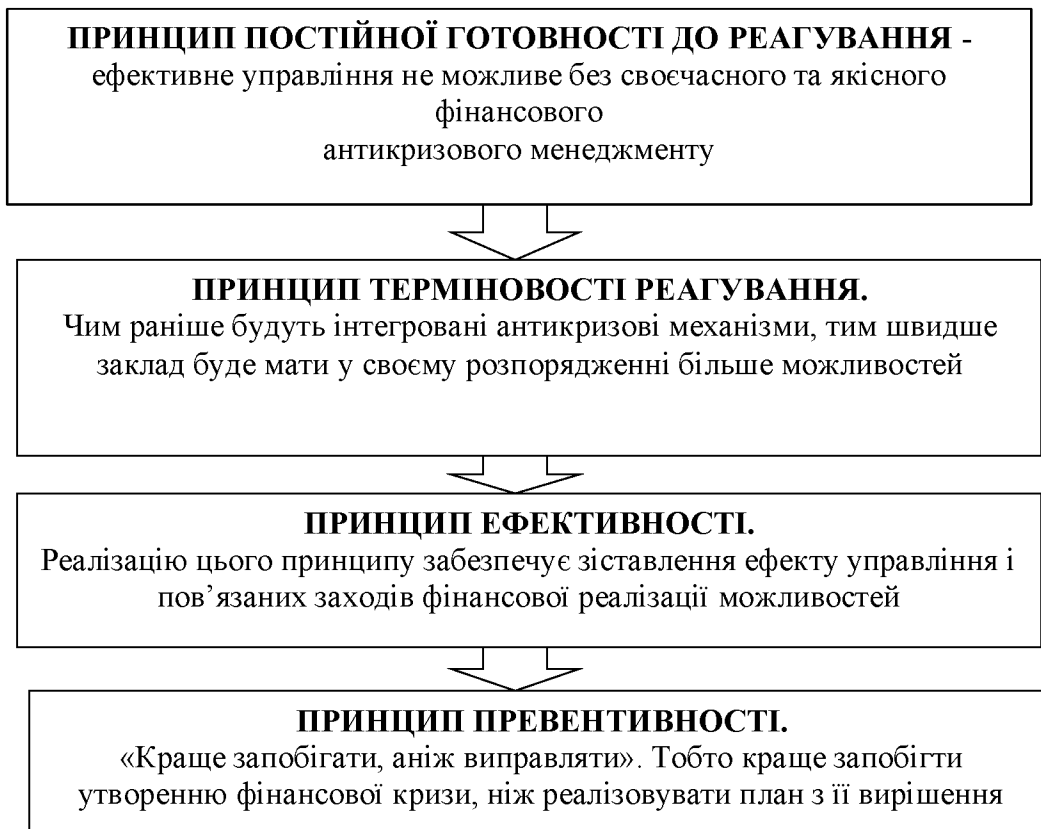 ПРИНЦИП ПОСТІЙНОЇ ГОТОВНОСТІ ДО РЕАГУВАННЯ -
ефективне управління не можливе без своєчасного та якісного
фінансового
антикризового менеджменту
ПРИНЦИП ТЕРМІНОВОСТІ РЕАГУВАННЯ.
Чим раніше будуть інтегровані антикризові механізми, тим швидше
заклад буде мати у своєму розпорядженні більше можливостей
ПРИНЦИП ЕФЕКТИВНОСТІ.
Реалізацію цього принципу забезпечує зіставлення ефекту управління і
пов’язаних заходів фінансової реалізації можливостей
ПРИНЦИП ПРЕВЕНТИВНОСТІ.
«Краще запобігати, аніж виправляти». Тобто краще запобігти
утворенню фінансової кризи, ніж реалізовувати план з її вирішення